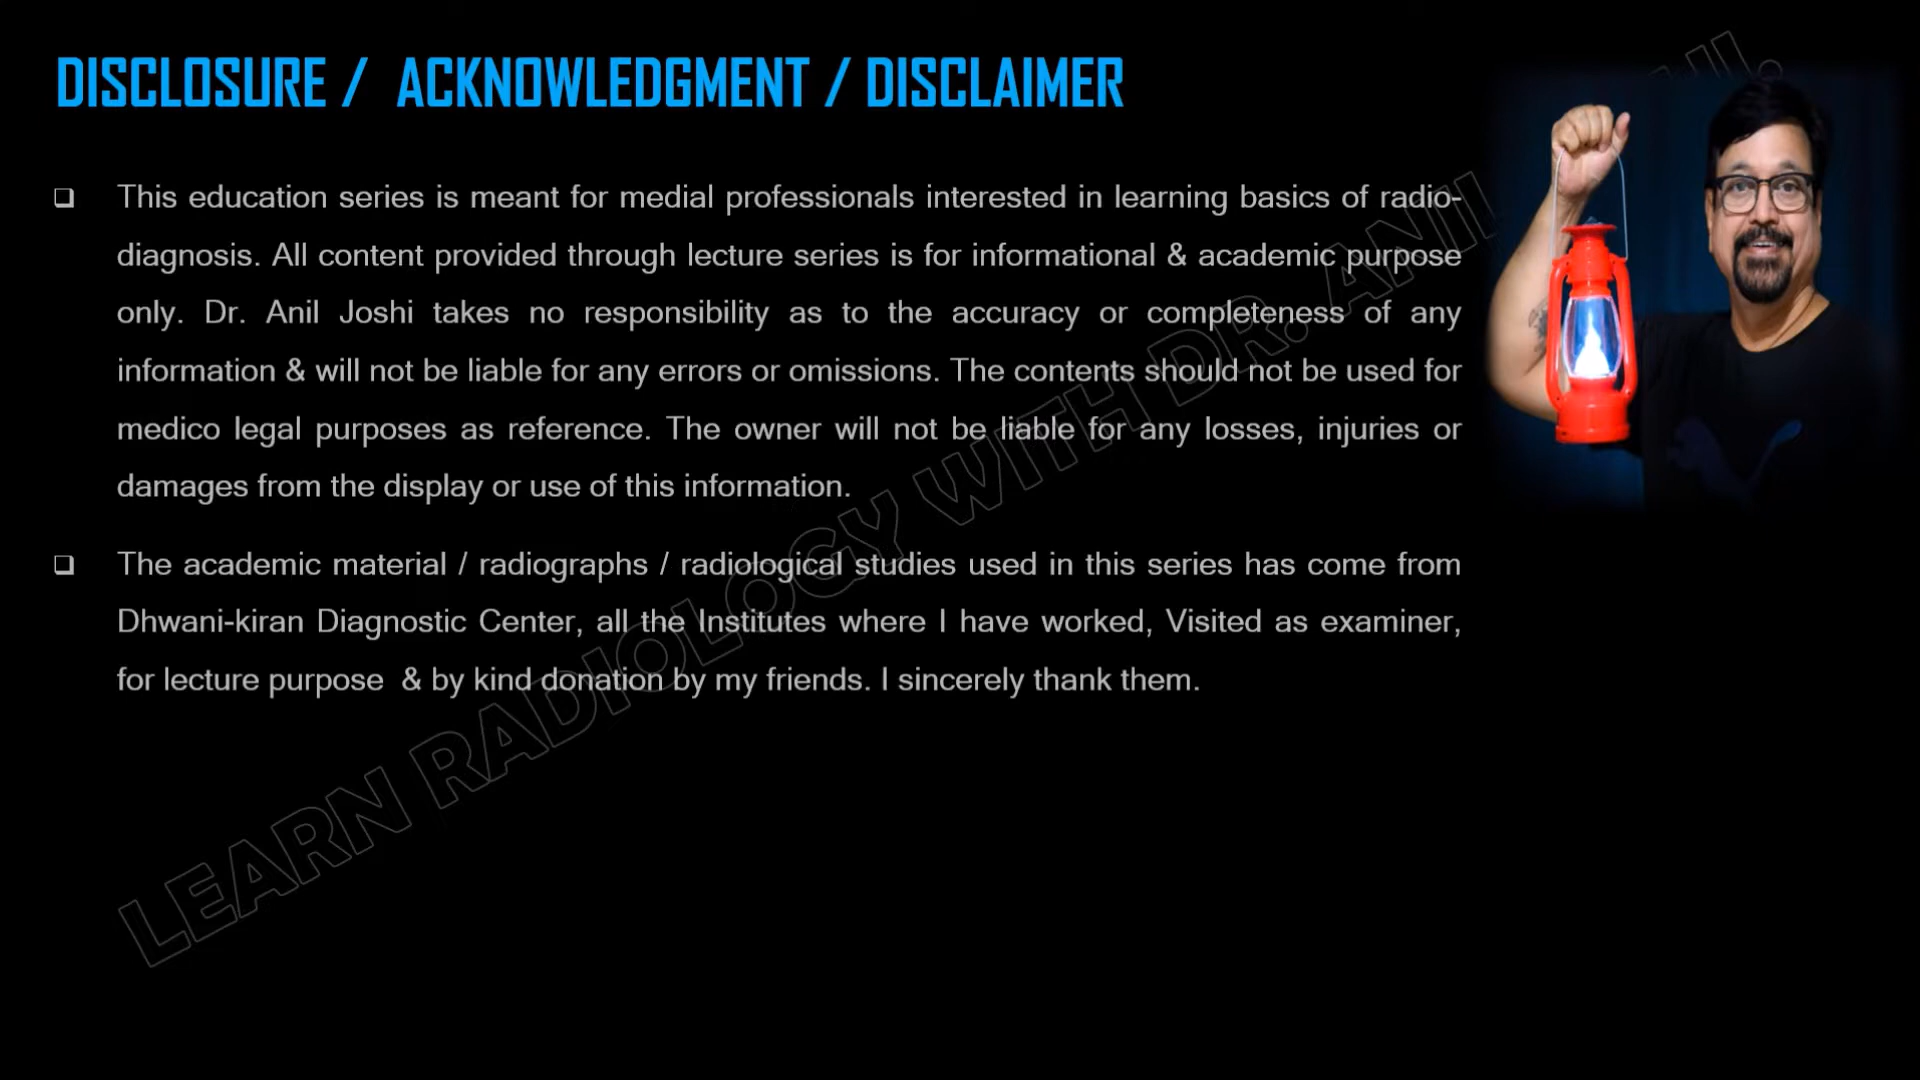 DISCLOSURE / ACKNOWLEDGMENT / DISCLAIMER
❑ This education series is meant for medial professionals interested in learning basics of radio-
diagnosis. All content provided through lecture series is for informational & academic purpose
only. Dr. Anil Joshi takes no responsibility as to the accuracy or completeness of any
information & will not be liable for any errors or omissions. The contents should not be used for
medico legal purposes as reference. The owner will not be liable for any losses, injuries or
damages from the display or use of this information.
❑ The academic material / radiographs / radiological studies used in this series has come from
Dhwani-kiran Diagnostic Center, all the Institutes where I have worked, Visited as examiner,
for lecture purpose & by kind donation by my friends. I sincerely thank them.
LEARN RADIOLOGY WITH DR. ANIL